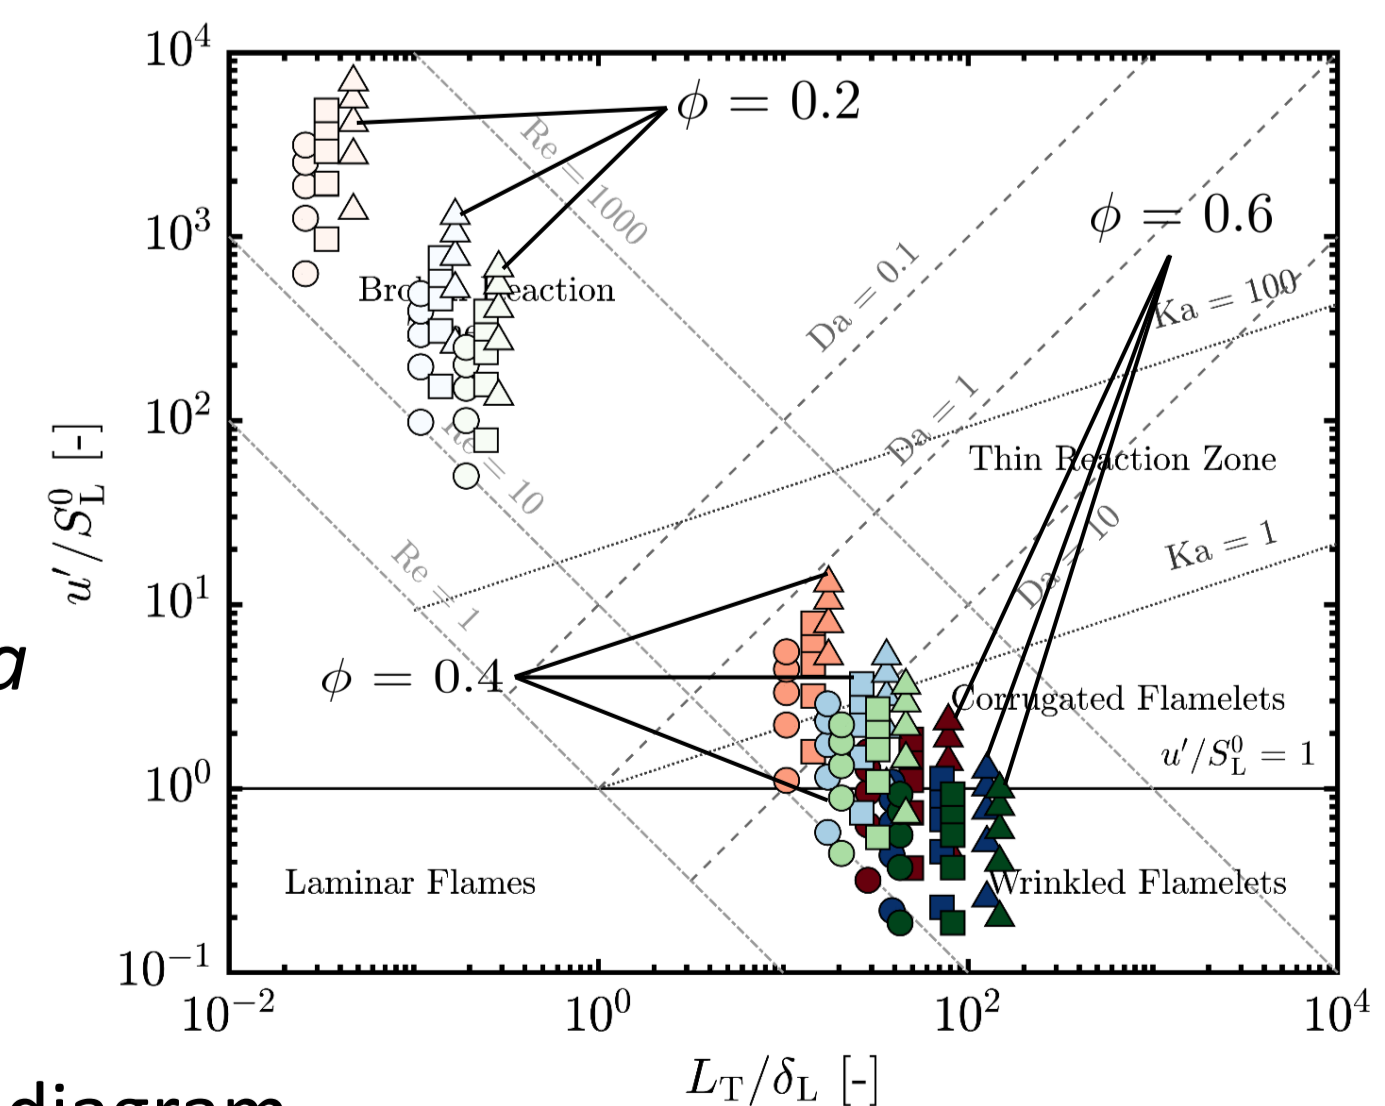 10^4
ϕ = 0.2
Re = 1000
ϕ = 0.6
10^3
Da = 0.1
Ka = 100
Reaction
10^2
Da = 1
Thin Reaction Zone
Re = 10
u′/S_L^0 [-]
Da = 10
Ka = 1
Re = 1
10^1
a
ϕ = 0.4
Corrugated Flamelets
u′/S_L^0 = 1
10^0
Laminar Flames
Wrinkled Flamelets
10^−1
10^−2
10^0
10^2
10^4
L_T/δ_L [-]
diagram